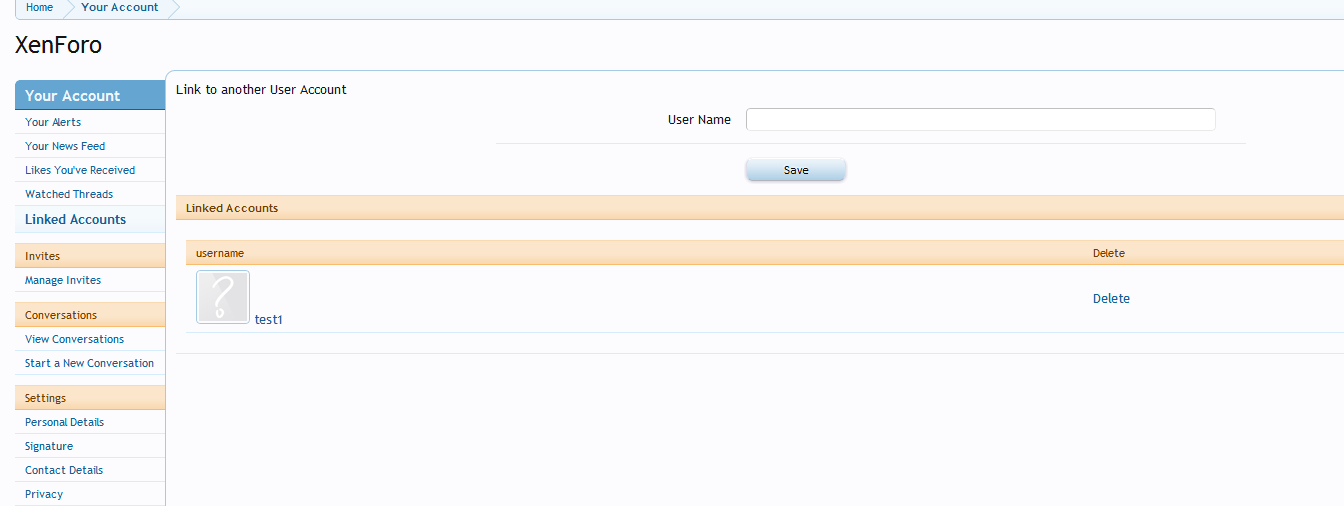 Home Your Account
XenForo
Your Account
Your Alerts
Your News Feed
Likes You've Received
Watched Threads
Linked Accounts
Invites
Manage Invites
Conversations
View Conversations
Start a New Conversation
Settings
Personal Details
Signature
Contact Details
Privacy
Link to another User Account
User Name
Save
Linked Accounts
username Delete
test1 Delete